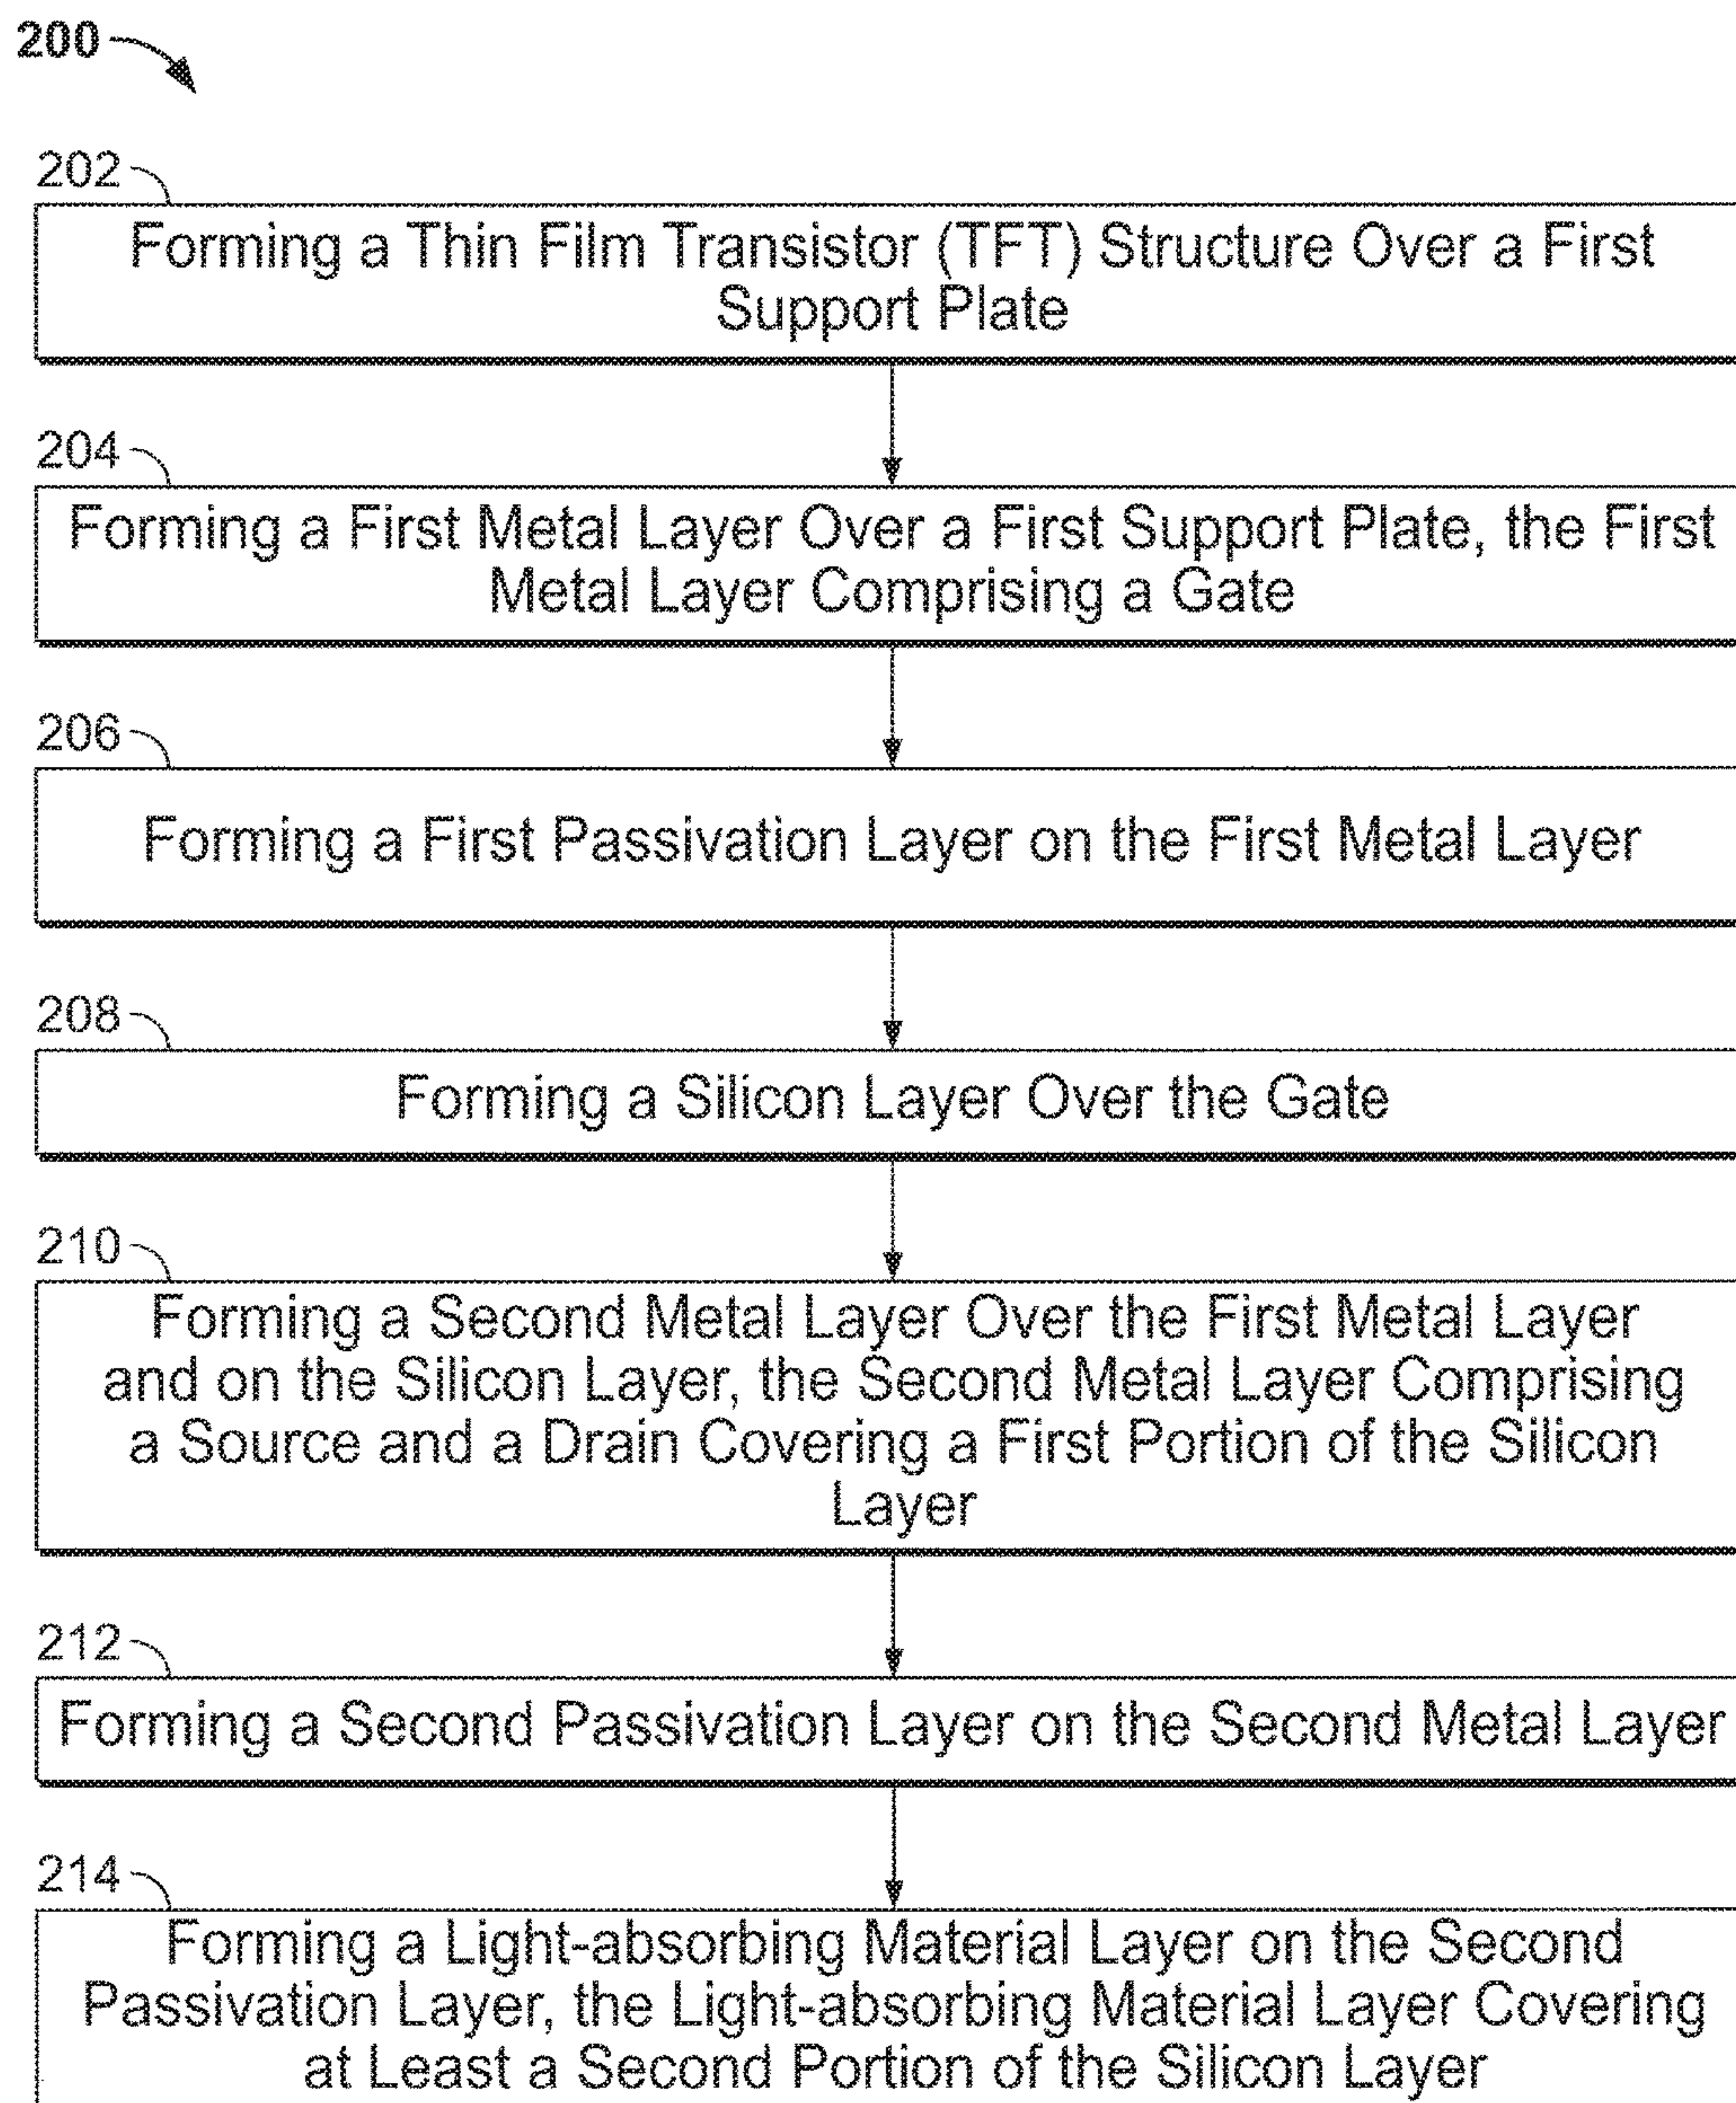 200
202
Forming a Thin Film Transistor (TFT) Structure Over a First
Support Plate
204
Forming a First Metal Layer Over a First Support Plate, the First
Metal Layer Comprising a Gate
206
Forming a First Passivation Layer on the First Metal Layer
208
Forming a Silicon Layer Over the Gate
210
Forming a Second Metal Layer Over the First Metal Layer
and on the Silicon Layer, the Second Metal Layer Comprising
a Source and a Drain Covering a First Portion of the Silicon
Layer
212
Forming a Second Passivation Layer on the Second Metal Layer
214
Forming a Light-absorbing Material Layer on the Second
Passivation Layer, the Light-absorbing Material Layer Covering
at Least a Second Portion of the Silicon Layer